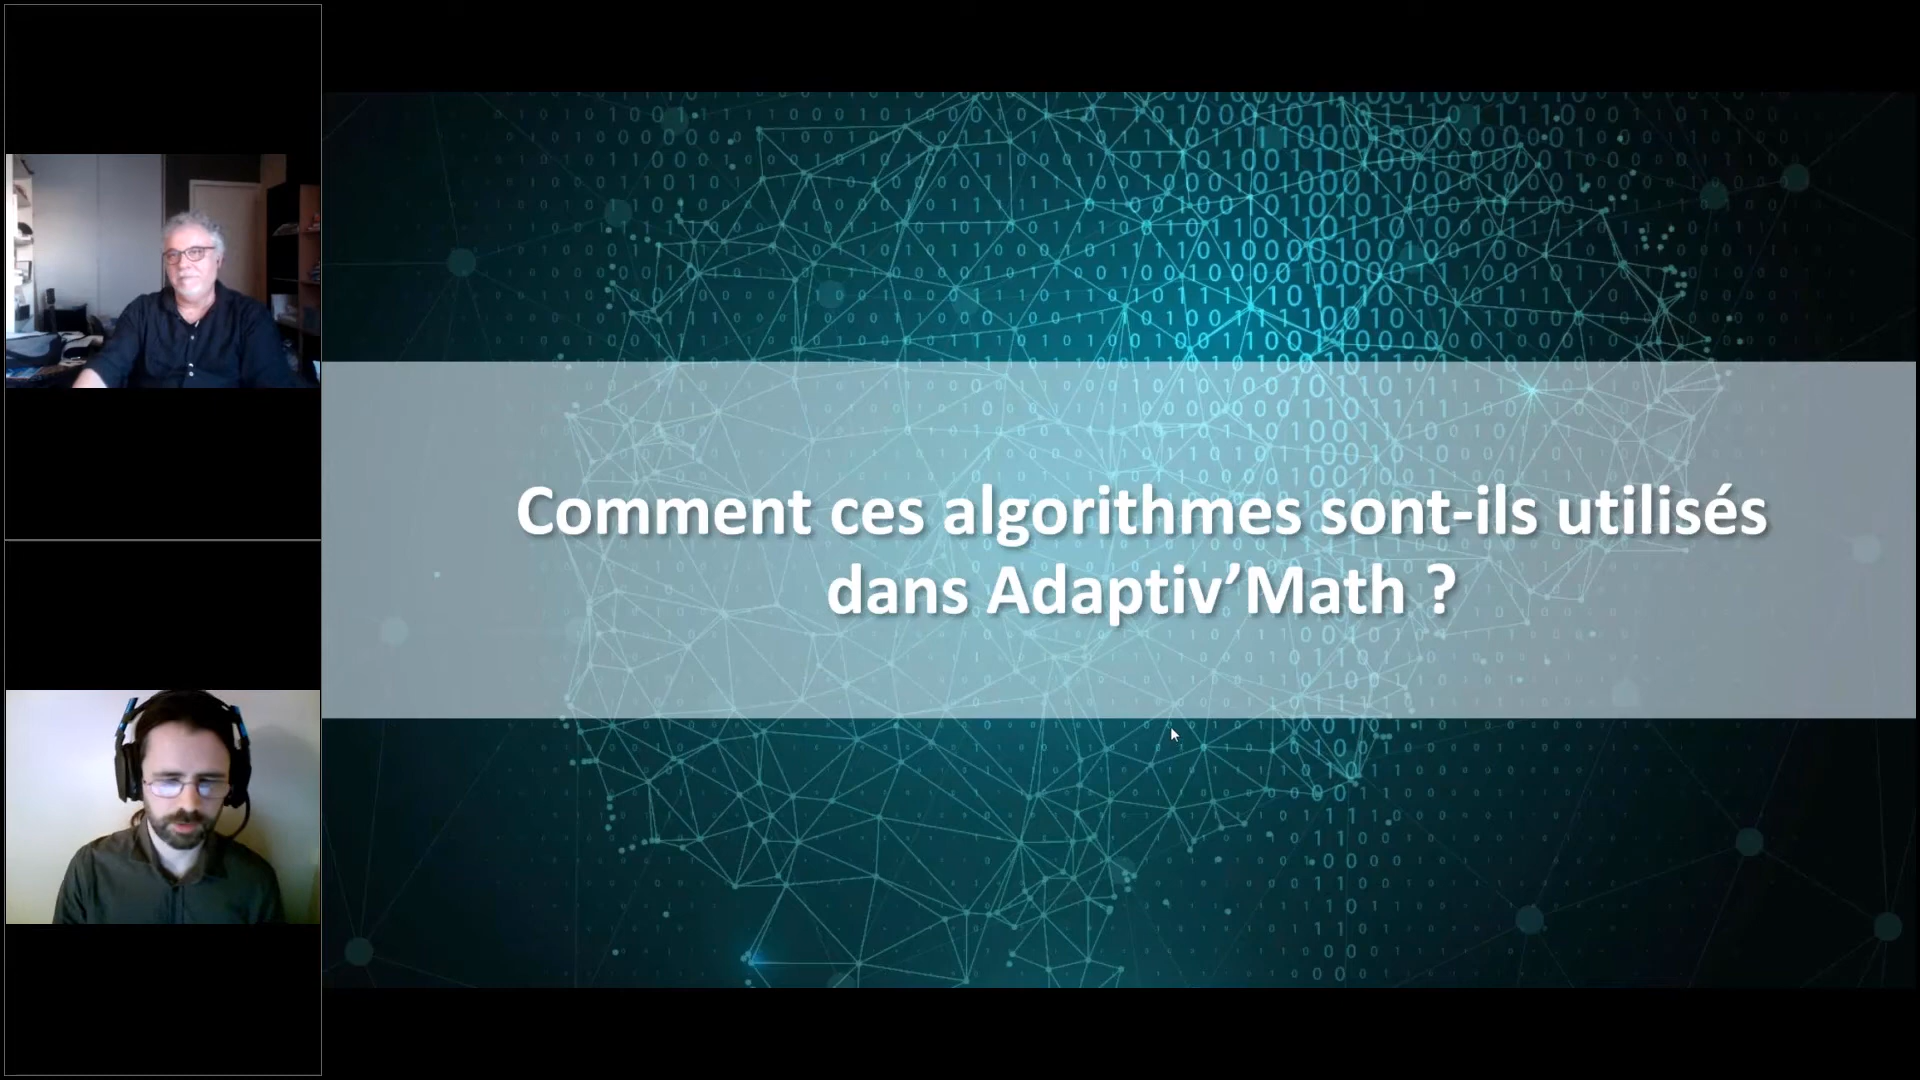 Comment ces algorithmes sont-ils utilisés
dans Adaptiv’Math ?